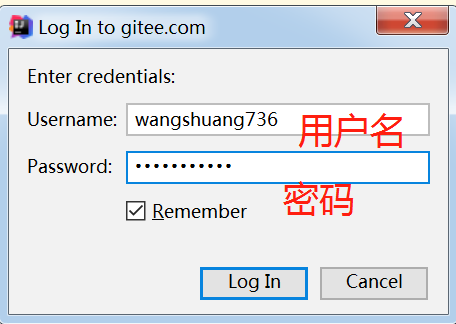 Log In to gitee.com
Enter credentials:
Username: wangshuang736 用户名
Password: •••••••••••
密码
Remember
Log In Cancel